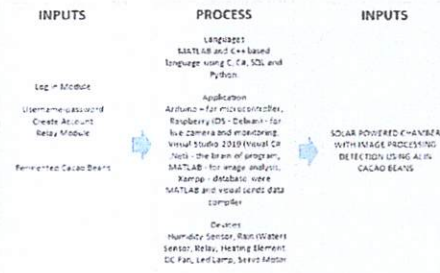 INPUTS
Log in Module
Username-password
Create Account
Relay Module
Fermented Cacao Beans
PROCESS
Languages
MATLAB and C++ based
language using C, C#, SQL and
Python
Application
Arduino – for microcontroller,
Raspberry (OS - Debian) - for
live camera and monitoring,
Visual Studio 2019 (Visual C#
.Net) - the brain of program,
MATLAB - for image analysis,
Xampp - database were
MATLAB and visual sends data
compiler
Devices
Humidity Sensor, Rain (Waters
Sensor, Relay, Heating Element
DC Fan, Led Lamp, Servo Motor
INPUTS
SOLAR POWERED CHAMBER
WITH IMAGE PROCESSING
DETECTION USING AI IN
CACAO BEANS